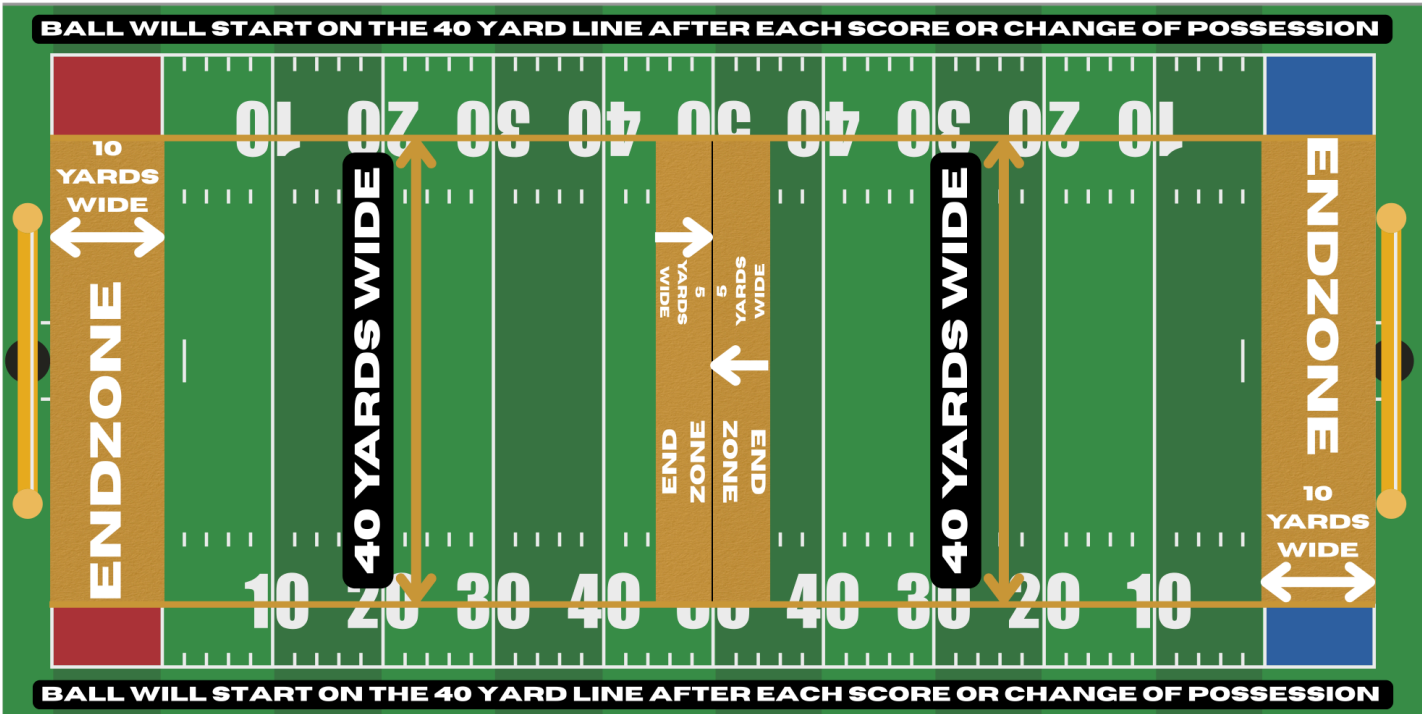 BALL WILL START ON THE 40 YARD LINE AFTER EACH SCORE OR CHANGE OF POSSESSION
10 20 30 40 50 40 30 20 10
10
YARDS
WIDE
ENDZONE
40 YARDS WIDE
5
YARDS
WIDE
5
YARDS
WIDE
END
ZONE
END
ZONE
40 YARDS WIDE
ENDZONE
10
YARDS
WIDE
10 20 30 40 50 40 30 20 10
BALL WILL START ON THE 40 YARD LINE AFTER EACH SCORE OR CHANGE OF POSSESSION